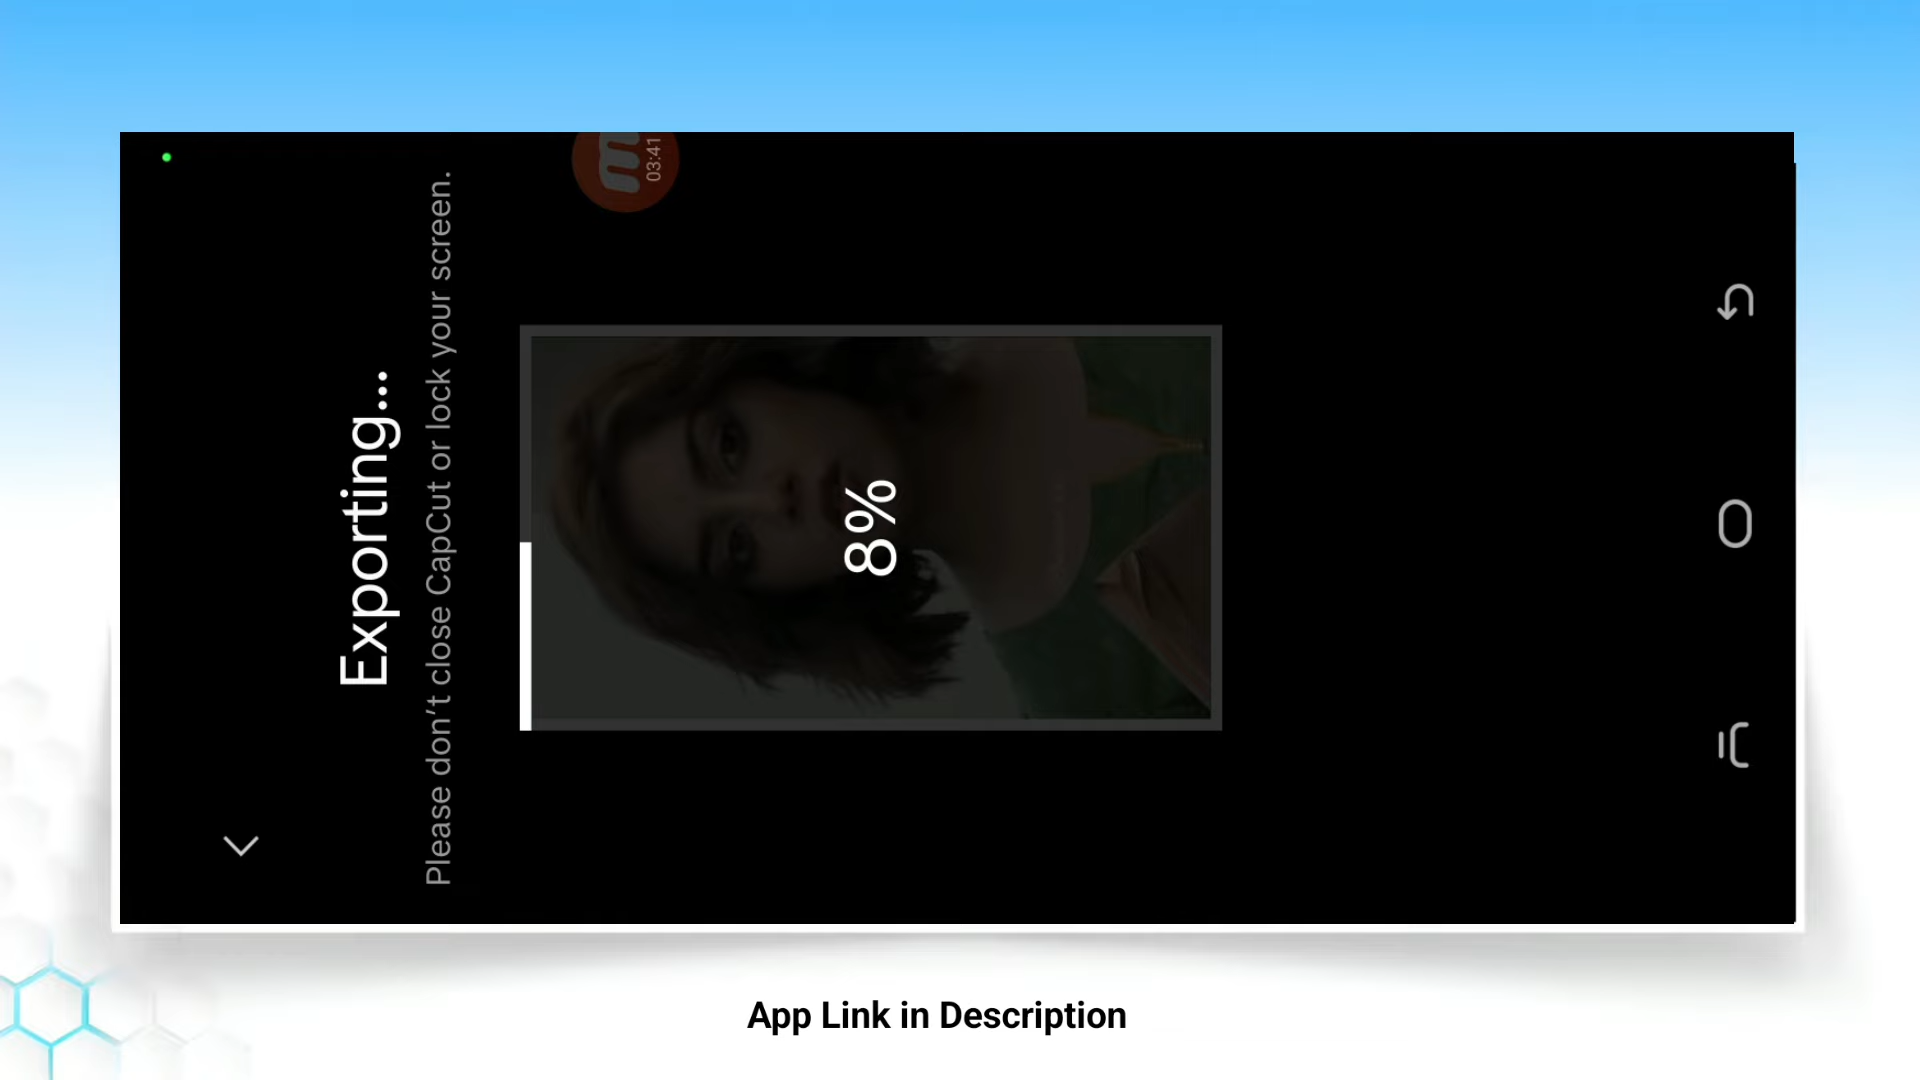 Exporting...
Please don't close CapCut or lock your screen.
03:41
8%
App Link in Description